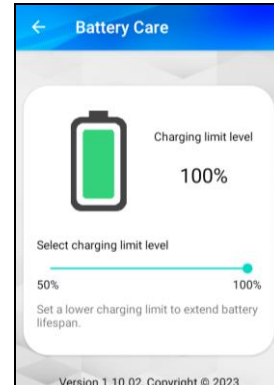 Battery Care
Charging limit level
100%
Select charging limit level
50%
100%
Set a lower charging limit to extend battery
lifespan.
Version 1.10.02, Copyright © 2023